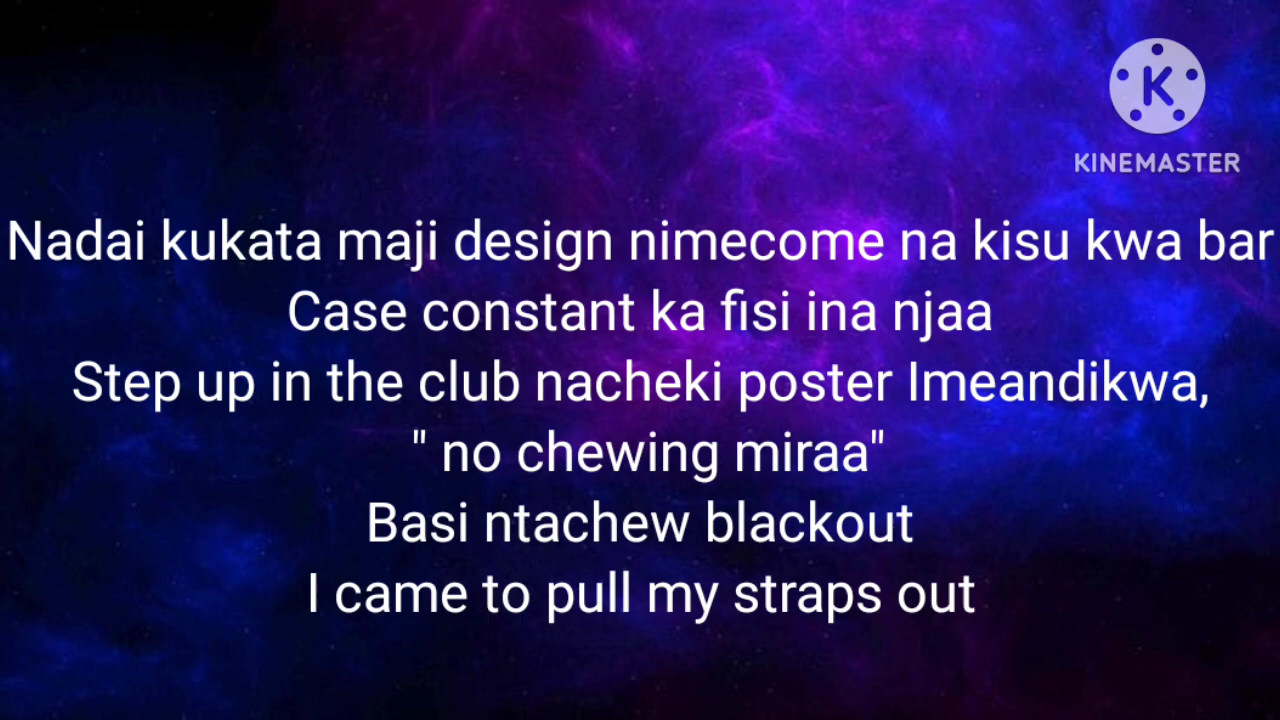 K
KINEMASTER
Nadai kukata maji design nimecome na kisu kwa bar
Case constant ka fisi ina njaa
Step up in the club nacheki poster Imeandikwa,
" no chewing miraa"
Basi ntachew blackout
I came to pull my straps out